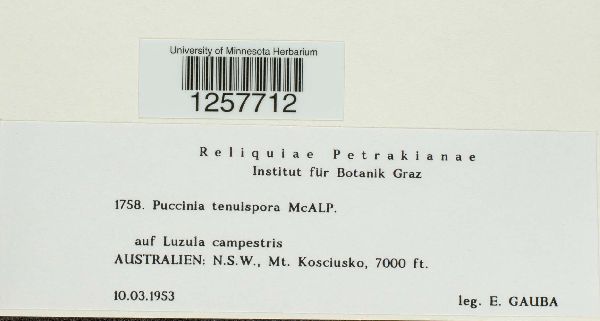 University of Minnesota Herbarium
1257712
Reliquiae Petrakianae
Institut für Botanik Graz
1758. Puccinia tenuispora McALP.
auf Luzula campestris
AUSTRALIEN: N.S.W., Mt. Kosciusko, 7000 ft.
10.03.1953
leg. E. GAUBA